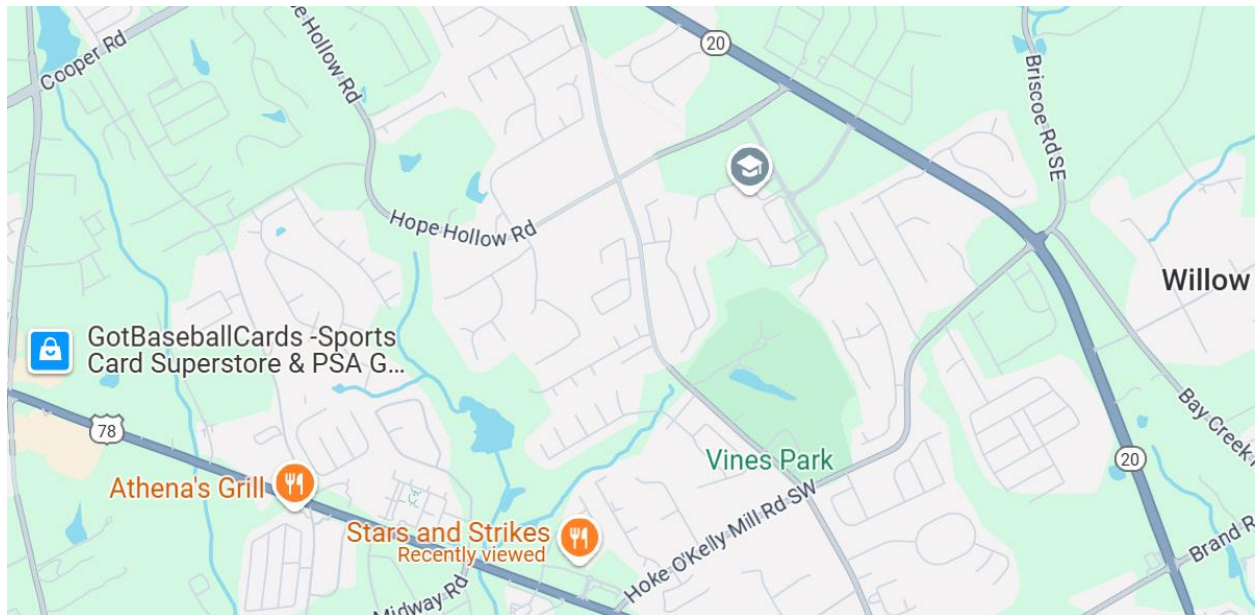 Cooper Rd
pe Hollow Rd
20
Briscoe Rd SE
Hope Hollow Rd
Willow
GotBaseballCards -Sports
Card Superstore & PSA G...
78
Bay Creek
Vines Park
20
Athena's Grill
Stars and Strikes
Recently viewed
Hoke O'Kelly Mill Rd SW
Brand R
Midway Rd